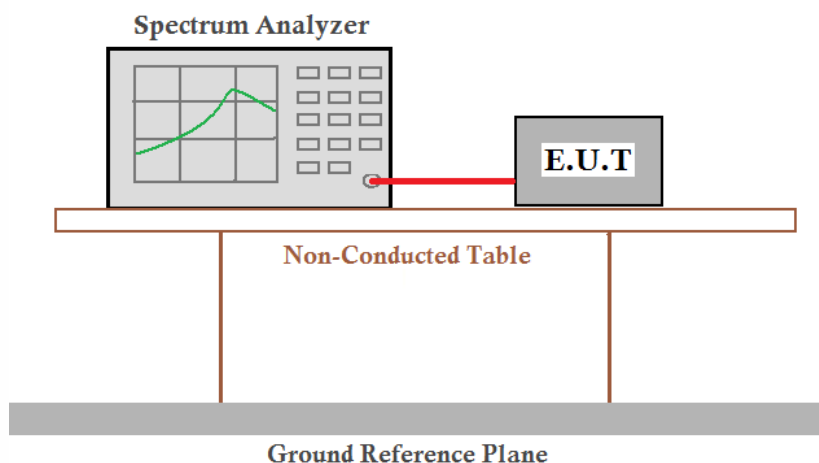 Spectrum Analyzer
E.U.T
Non-Conducted Table
Ground Reference Plane